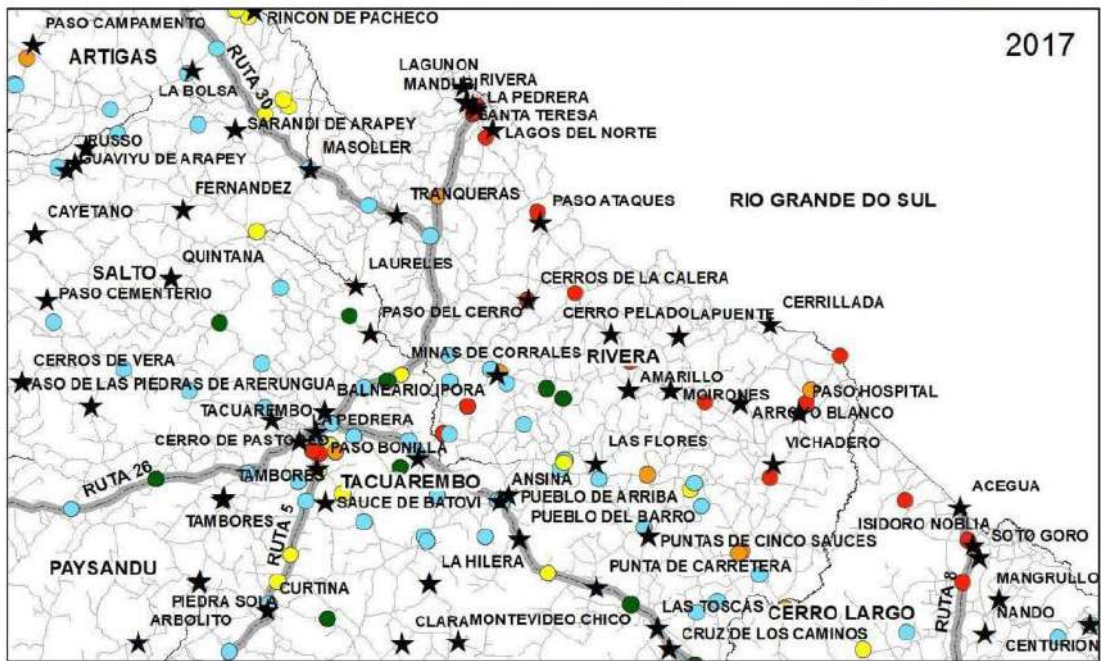 RINCON DE PACHECO
PASO CAMPAMENTO
2017
ARTIGAS
RUTA 30
LAGUNON
MANDUBI
RIVERA
LA BOLSA
LA PEDRERA
SANTA TERESA
SARANDI DE ARAPEY
LAGOS DEL NORTE
RUSSO
MASOLLER
GUAVIYU DE ARAPEY
FERNANDEZ
TRANQUERAS
PASO ATAQUES
RIO GRANDE DO SUL
CAYETANO
QUINTANA
LAURELES
SALTO
CERROS DE LA CALERA
PASO CEMENTERIO
CERRILLADA
PASO DEL CERRO
CERRO PELADO
LAPUENTE
CERROS DE VERA
MINAS DE CORRALES
RIVERA
PASO DE LAS PIEDRAS DE ARERUNGUA
BALNEARIO IPORA
AMARILLO
MOIRONES
PASO HOSPITAL
TACUAREMBO
LA PEDRERA
ARROYO BLANCO
CERRO DE PASTOREO
PASO BONILLA
LAS FLORES
VICHADERO
RUTA 26
TAMBORES
TACUAREMBO
ANSINA
SAUCE DE BATOVI
PUEBLO DE ARRIBA
ACEGUA
TAMBORES
RUTA 5
PUEBLO DEL BARRO
ISIDORO NOBLIA
PUNTAS DE CINCO SAUCES
SOTO GORO
LA HILERA
PAYSANDU
PUNTA DE CARRETERA
RUTA 8
MANGRULLO
CURTINA
PIEDRA SOLA
LAS TOSCAS
CERRO LARGO
NANDO
ARBOLITO
CLARA
MONTEVIDEO CHICO
CRUZ DE LOS CAMINOS
CENTURION